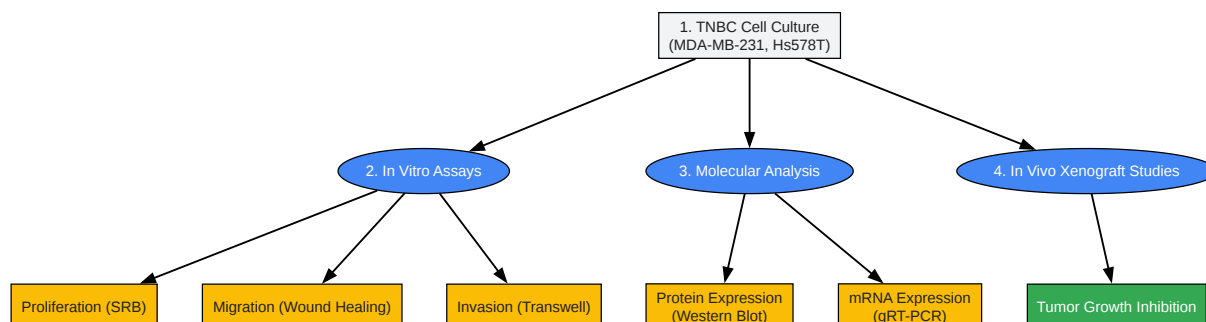 1. TNBC Cell Culture
(MDA-MB-231, Hs578T)
2. In Vitro Assays
3. Molecular Analysis
4. In Vivo Xenograft Studies
Proliferation (SRB)
Migration (Wound Healing)
Invasion (Transwell)
Protein Expression
(Western Blot)
mRNA Expression
(qRT-PCR)
Tumor Growth Inhibition